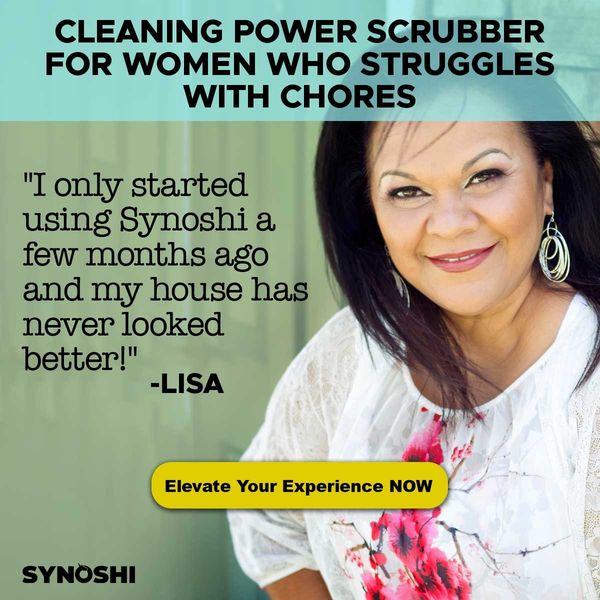 CLEANING POWER SCRUBBER
FOR WOMEN WHO STRUGGLES
WITH CHORES
"I only started
using Synoshi a
few months ago
and my house has
never looked
better!"
-LISA
Elevate Your Experience NOW
SYNOSHI